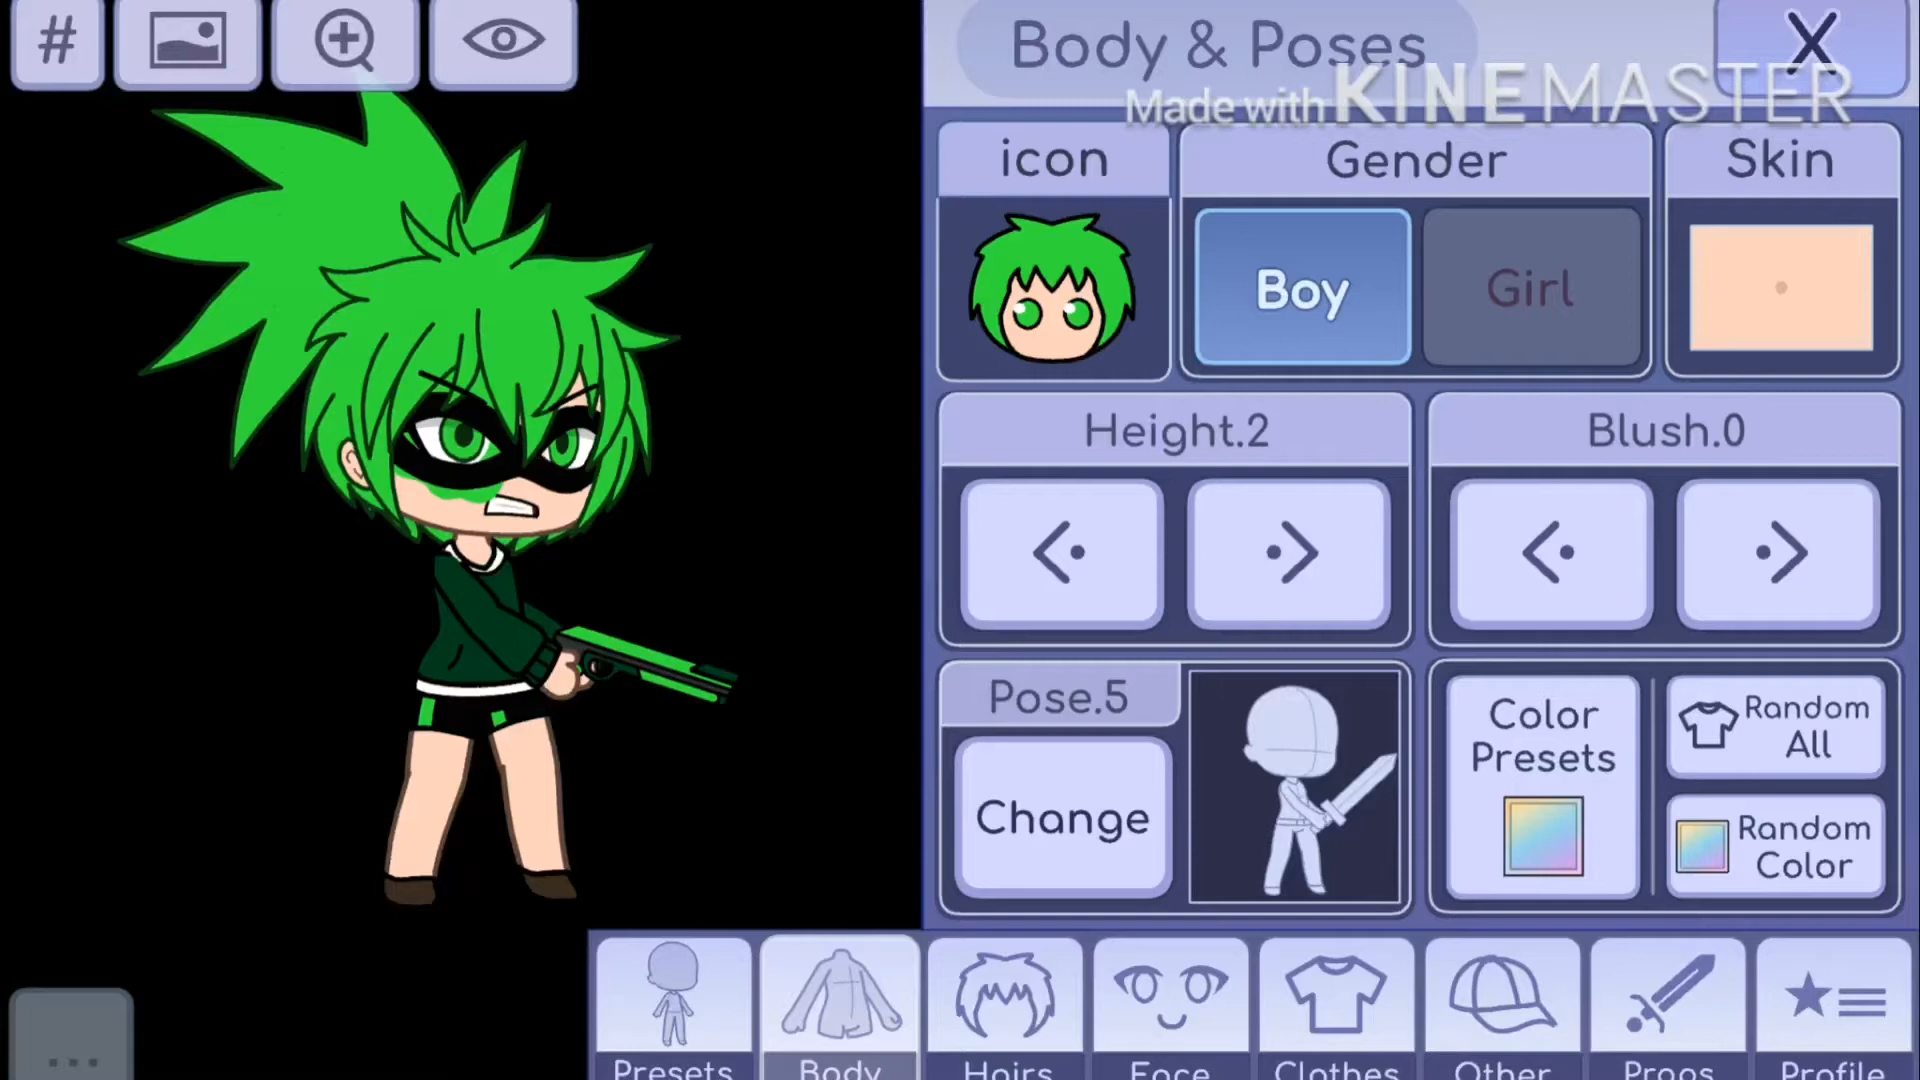 #
Body & Poses
X
Made with KINEMASTER
icon
Gender
Skin
Boy
Girl
Height.2
Blush.0
Pose.5
Change
Color
Presets
Random
All
Random
Color
...
Presets
Body
Hairs
Face
Clothes
Other
Props
Profile